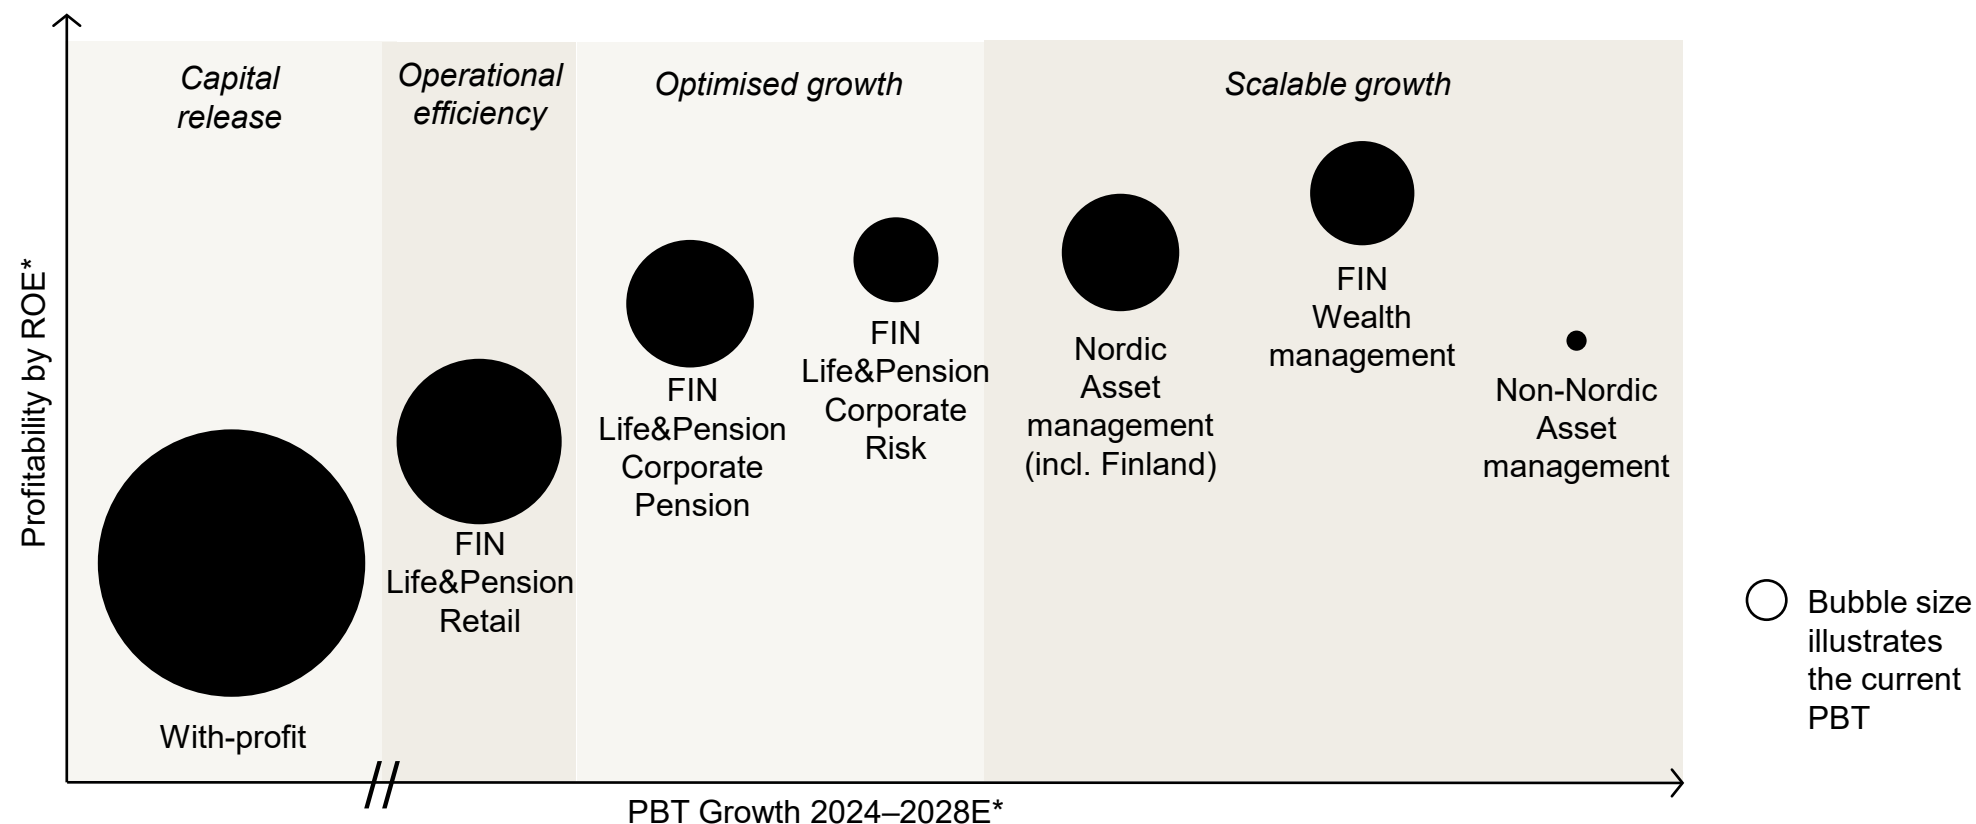 Capital
release
Operational
efficiency
Optimised growth
Scalable growth
Profitability by ROE*
With-profit
FIN
Life&Pension
Retail
FIN
Life&Pension
Corporate
Pension
FIN
Life&Pension
Corporate
Risk
Nordic
Asset
management
(incl. Finland)
FIN
Wealth
management
Non-Nordic
Asset
management
Bubble size
illustrates
the current
PBT
PBT Growth 2024–2028E*